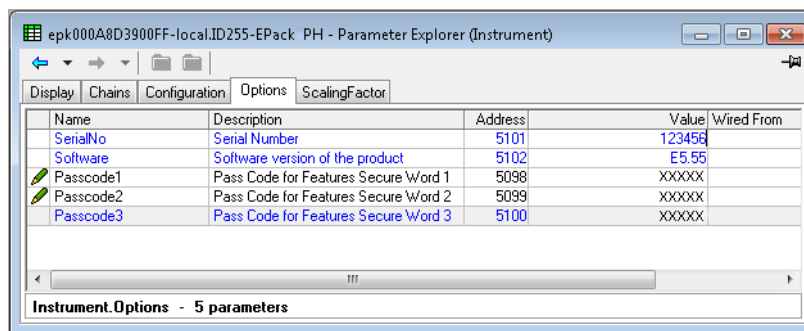 epk000A8D3900FF-local.ID255-EPack PH - Parameter Explorer (Instrument)
Display Chains Configuration Options ScalingFactor
Name Description Address Value Wired From
SerialNo Serial Number 5101 123456
Software Software version of the product 5102 E5.55
Passcode1 Pass Code for Features Secure Word 1 5098 XXXXX
Passcode2 Pass Code for Features Secure Word 2 5099 XXXXX
Passcode3 Pass Code for Features Secure Word 3 5100 XXXXX
Instrument.Options - 5 parameters